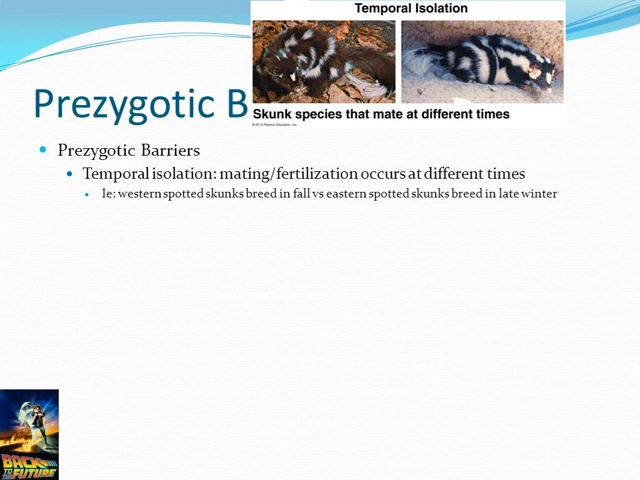 Temporal Isolation
Skunk species that mate at different times
Prezygotic B
Prezygotic Barriers
Temporal isolation: mating/fertilization occurs at different times
Ie: western spotted skunks breed in fall vs eastern spotted skunks breed in late winter
BACK
TO THE
FUTURE